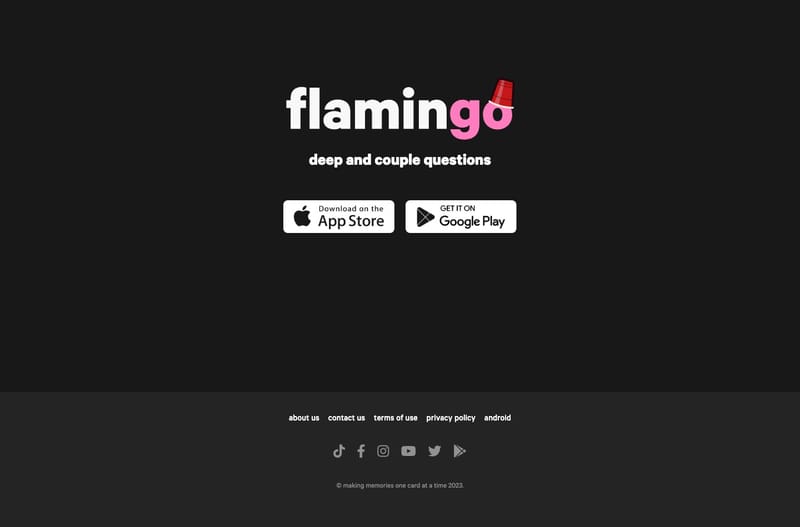 flamingo
deep and couple questions
Download on the
App Store
GET IT ON
Google Play
about us contact us terms of use privacy policy android
© making memories one card at a time 2023.